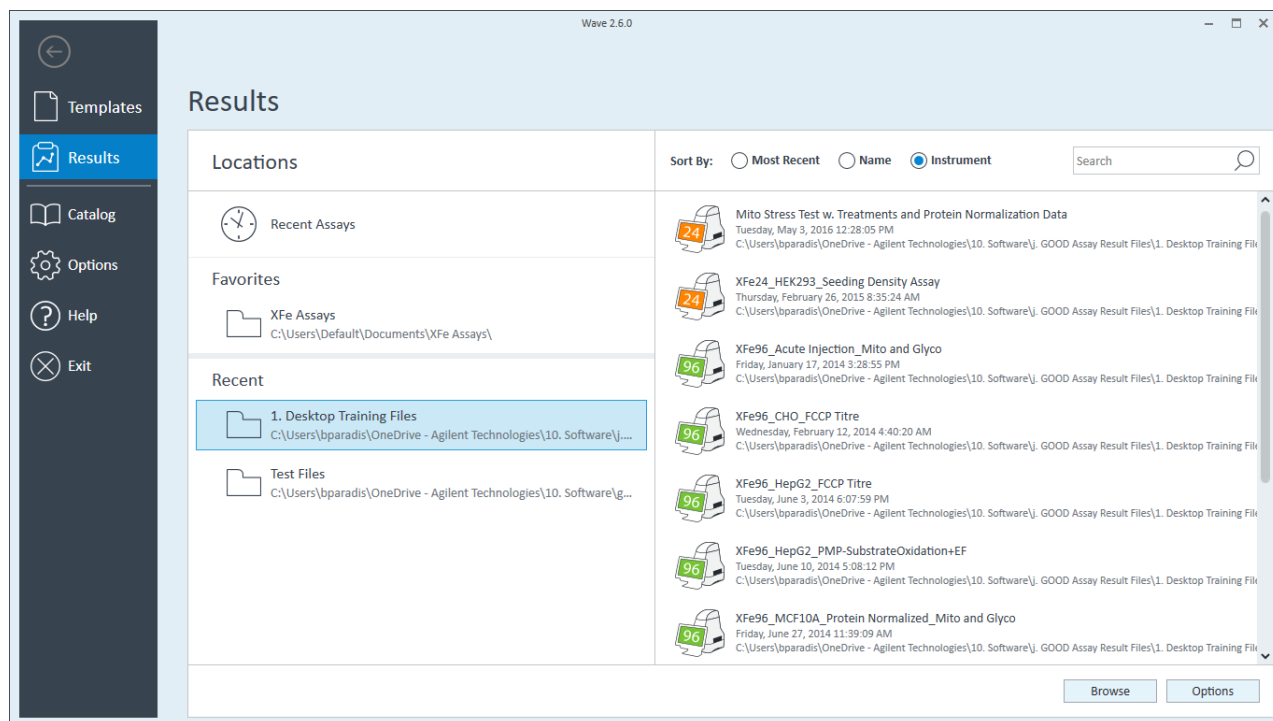 Wave 2.6.0
Templates
Results
Catalog
Options
Help
Exit
Results
Locations
Recent Assays
Favorites
XFe Assays
C:\Users\Default\Documents\XFe Assays\
Recent
1. Desktop Training Files
C:\Users\bparadis\OneDrive - Agilent Technologies\10. Software\j....
Test Files
C:\Users\bparadis\OneDrive - Agilent Technologies\10. Software\g...
Sort By: Most Recent Name Instrument Search
24
Mito Stress Test w. Treatments and Protein Normalization Data
Tuesday, May 3, 2016 12:28:05 PM
C:\Users\bparadis\OneDrive - Agilent Technologies\10. Software\j. GOOD Assay Result Files\1. Desktop Training File
24
XFe24_HEK293_Seeding Density Assay
Thursday, February 26, 2015 8:35:24 AM
C:\Users\bparadis\OneDrive - Agilent Technologies\10. Software\j. GOOD Assay Result Files\1. Desktop Training File
96
XFe96_Acute Injection_Mito and Glyco
Friday, January 17, 2014 3:28:55 PM
C:\Users\bparadis\OneDrive - Agilent Technologies\10. Software\j. GOOD Assay Result Files\1. Desktop Training File
96
XFe96_CHO_FCCP Titre
Wednesday, February 12, 2014 4:40:20 AM
C:\Users\bparadis\OneDrive - Agilent Technologies\10. Software\j. GOOD Assay Result Files\1. Desktop Training File
96
XFe96_HepG2_FCCP Titre
Tuesday, June 3, 2014 6:07:59 PM
C:\Users\bparadis\OneDrive - Agilent Technologies\10. Software\j. GOOD Assay Result Files\1. Desktop Training File
96
XFe96_HepG2_PMP-SubstrateOxidation+EF
Tuesday, June 10, 2014 5:08:12 PM
C:\Users\bparadis\OneDrive - Agilent Technologies\10. Software\j. GOOD Assay Result Files\1. Desktop Training File
96
XFe96_MCF10A_Protein Normalized_Mito and Glyco
Friday, June 27, 2014 11:39:09 AM
C:\Users\bparadis\OneDrive - Agilent Technologies\10. Software\j. GOOD Assay Result Files\1. Desktop Training File
Browse Options